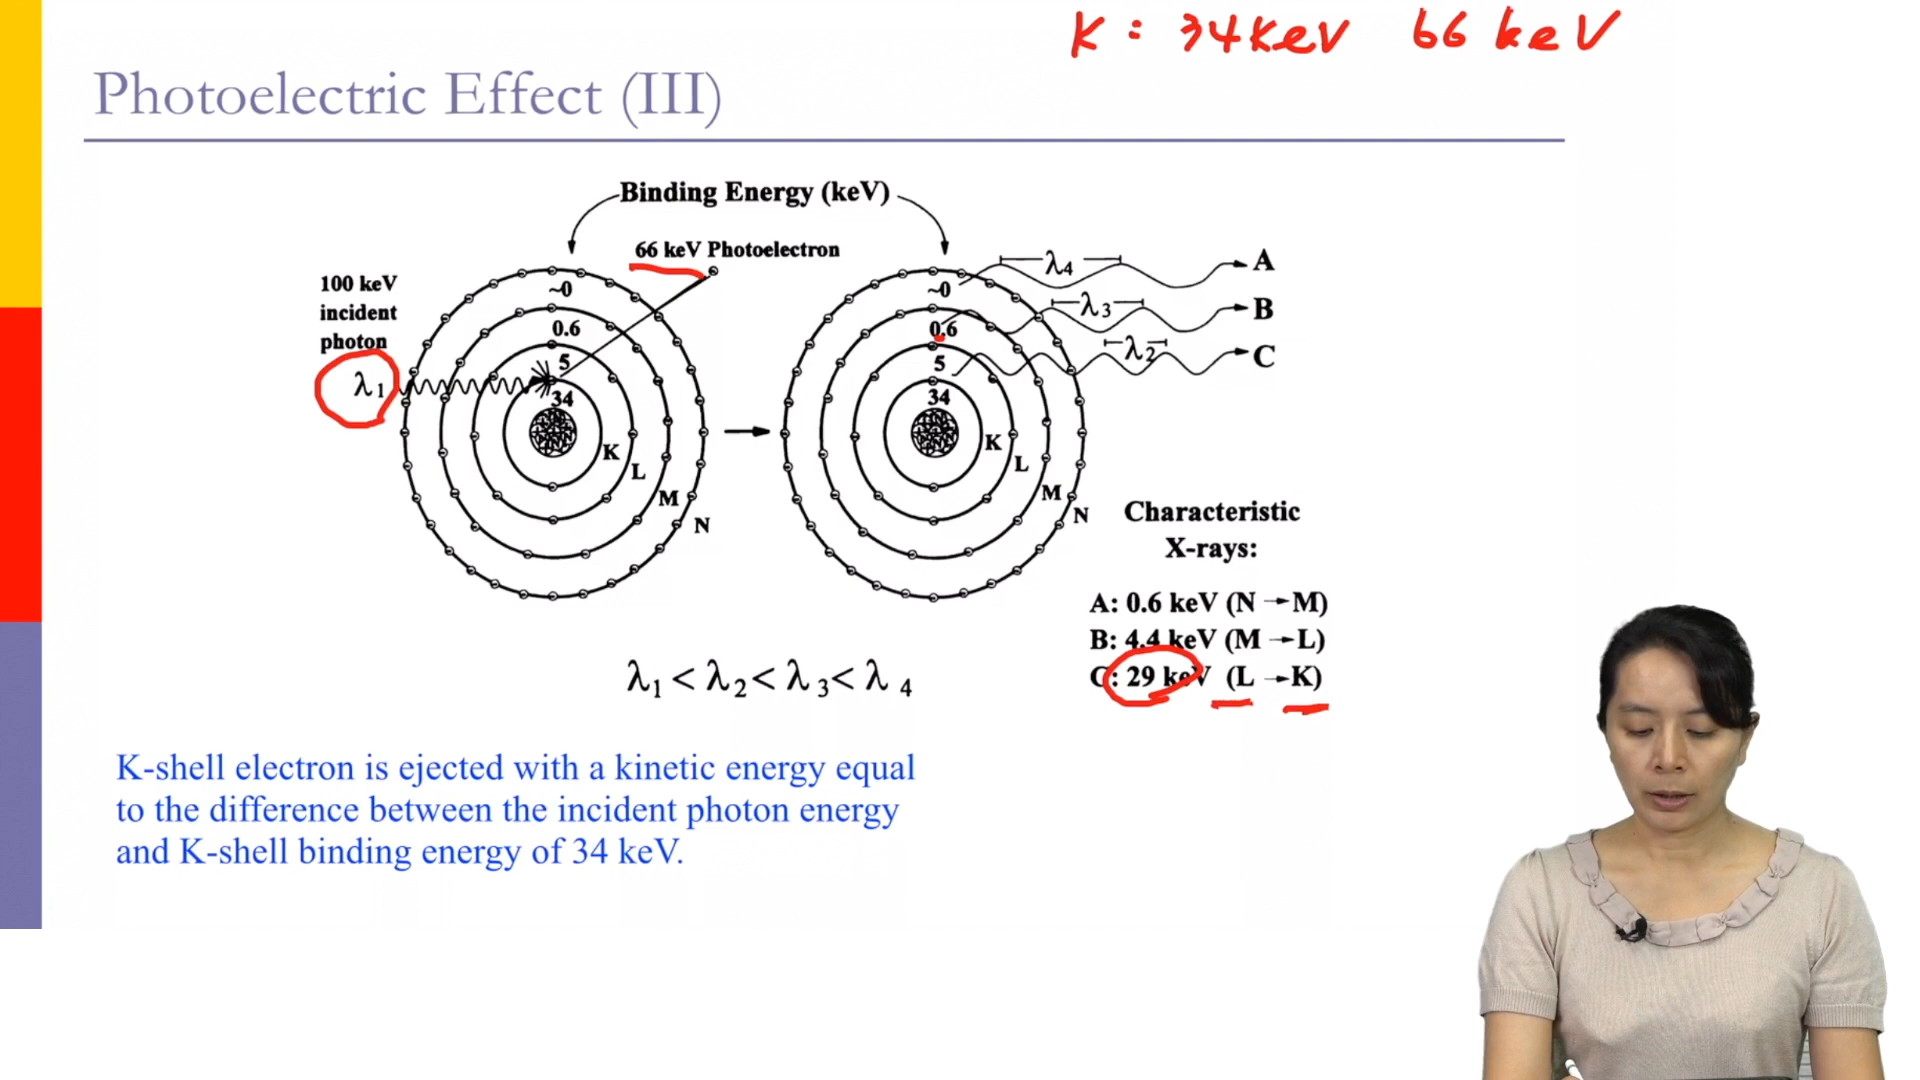 K : 34 keV 66 keV
Photoelectric Effect (III)
Binding Energy (keV)
66 keV Photoelectron
100 keV
incident
photon
λ1
~0
0.6
5
34
K
L
M
N
~0
0.6
5
34
K
L
M
N
λ4
A
λ3
B
λ2
C
Characteristic
X-rays:
A: 0.6 keV (N → M)
B: 4.4 keV (M → L)
C: 29 keV (L → K)
λ1 < λ2 < λ3 < λ4
K-shell electron is ejected with a kinetic energy equal
to the difference between the incident photon energy
and K-shell binding energy of 34 keV.